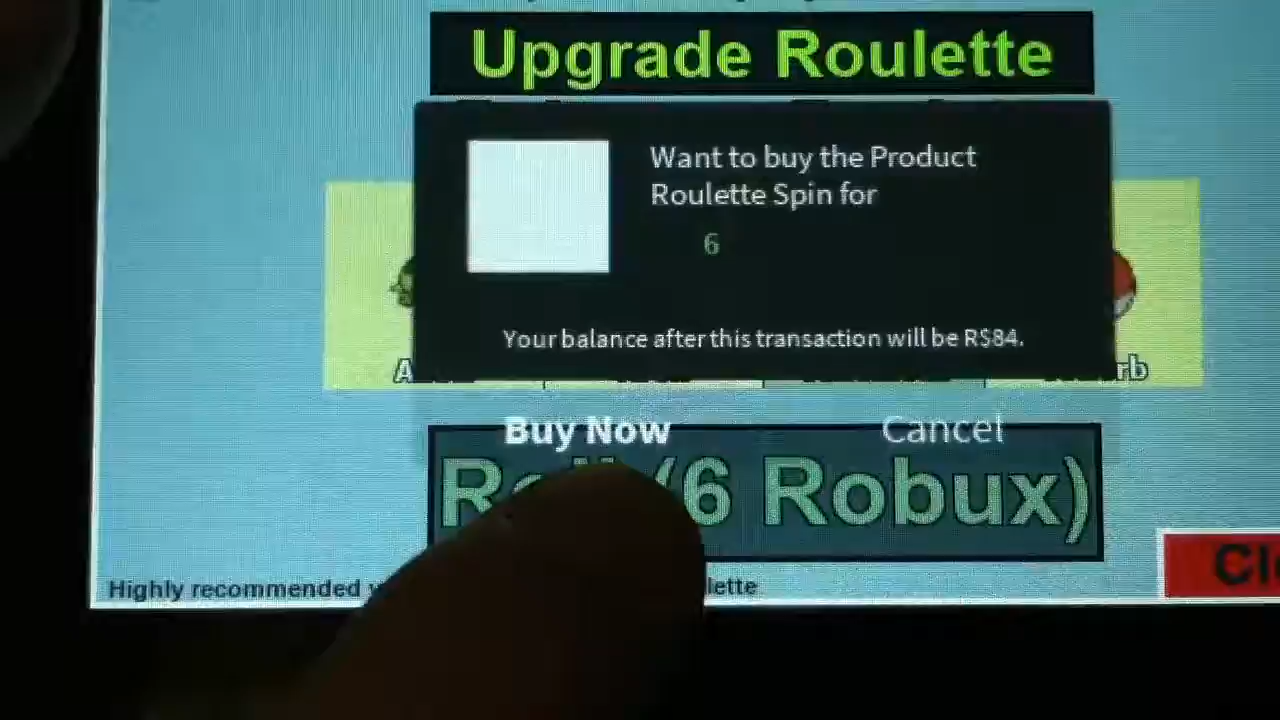 Upgrade Roulette
Want to buy the Product
Roulette Spin for
6
Your balance after this transaction will be R$84.
Buy Now
Cancel
(6 Robux)
Highly recommended